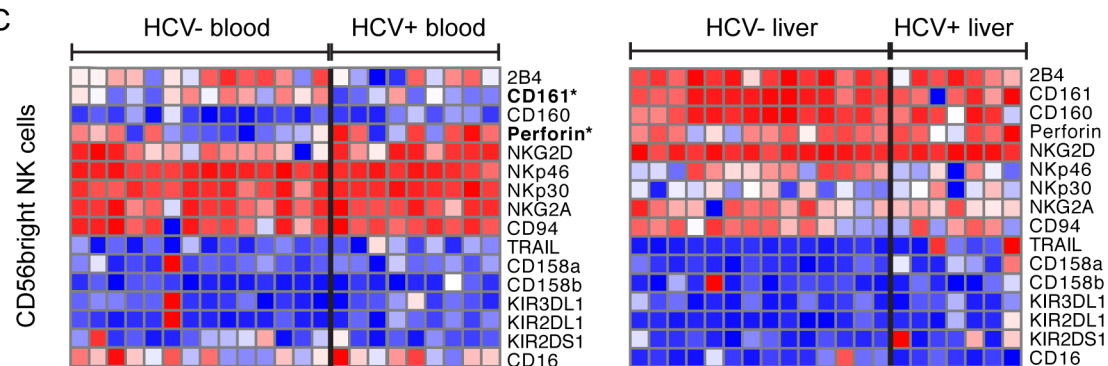 C
HCV- blood
HCV+ blood
HCV- liver
HCV+ liver
CD56bright NK cells
2B4
CD161*
CD160
Perforin*
NKG2D
NKp46
NKp30
NKG2A
CD94
TRAIL
CD158a
CD158b
KIR3DL1
KIR2DL1
KIR2DS1
CD16
2B4
CD161
CD160
Perforin
NKG2D
NKp46
NKp30
NKG2A
CD94
TRAIL
CD158a
CD158b
KIR3DL1
KIR2DL1
KIR2DS1
CD16